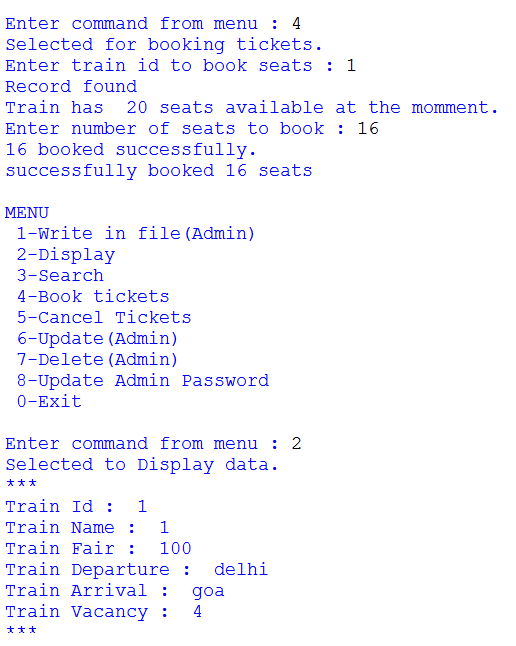 Enter command from menu : 4
Selected for booking tickets.
Enter train id to book seats : 1
Record found
Train has  20 seats available at the momment.
Enter number of seats to book : 16
16 booked successfully.
successfully booked 16 seats

MENU
 1-Write in file(Admin)
 2-Display
 3-Search
 4-Book tickets
 5-Cancel Tickets
 6-Update(Admin)
 7-Delete(Admin)
 8-Update Admin Password
 0-Exit

Enter command from menu : 2
Selected to Display data.
***
Train Id :  1
Train Name :  1
Train Fair :  100
Train Departure :  delhi
Train Arrival :  goa
Train Vacancy :  4
***